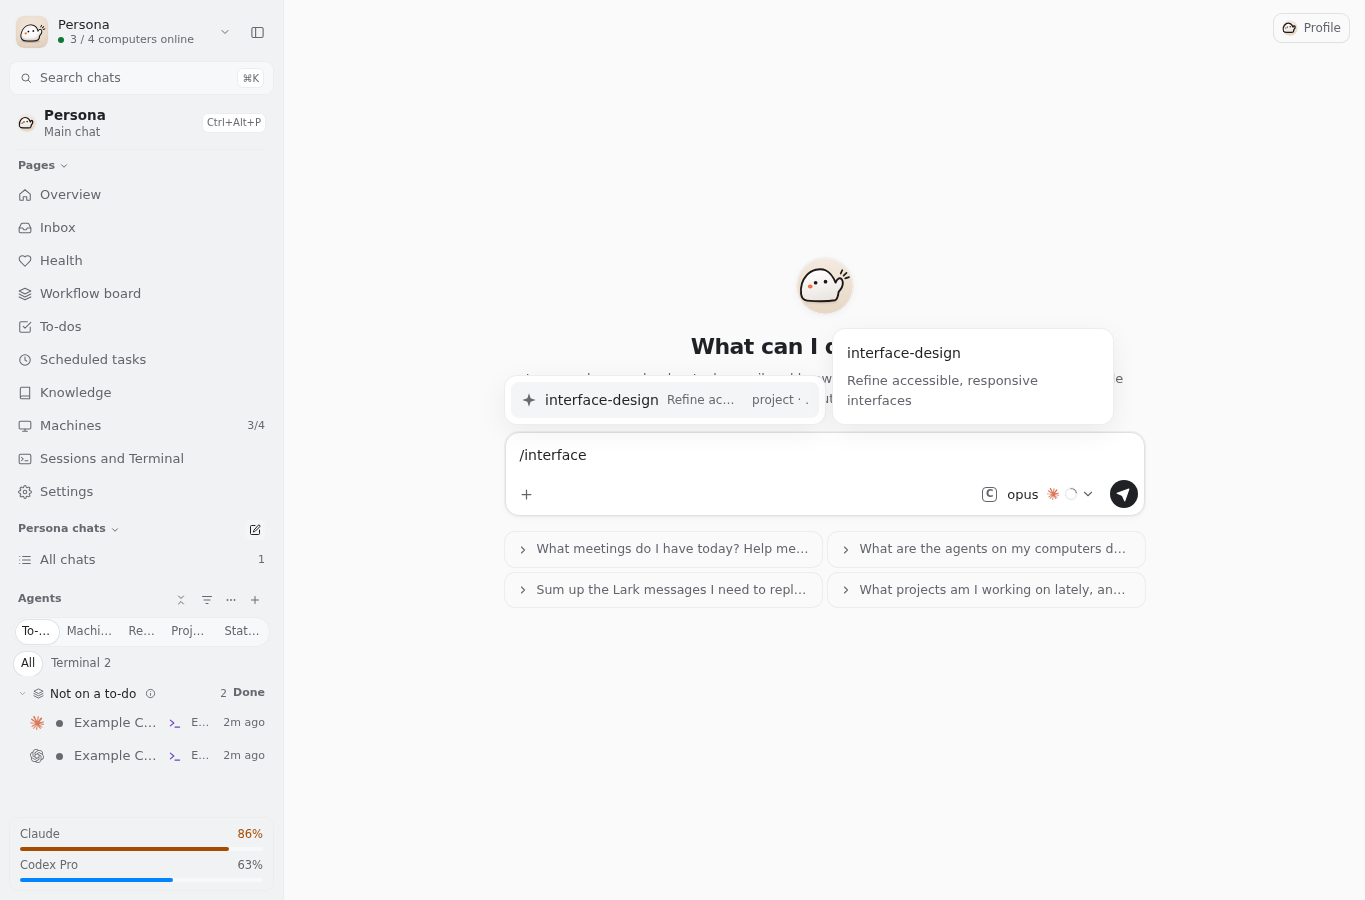 Persona
3 / 4 computers online
Search chats
⌘K
Persona
Main chat
Ctrl+Alt+P
Pages
Overview
Inbox
Health
Workflow board
To-dos
Scheduled tasks
Knowledge
Machines
3/4
Sessions and Terminal
Settings
Persona chats
All chats
1
Agents
To-...
Machi...
Re...
Proj...
Stat...
All
Terminal 2
Not on a to-do
2 Done
Example C...
E...
2m ago
Example C...
E...
2m ago
Claude
86%
Codex Pro
63%
Profile
What can I
interface-design
Refine accessible, responsive
interfaces
interface-design Refine ac... project · .
/interface
C
opus
What meetings do I have today? Help me...
What are the agents on my computers d...
Sum up the Lark messages I need to repl...
What projects am I working on lately, an...